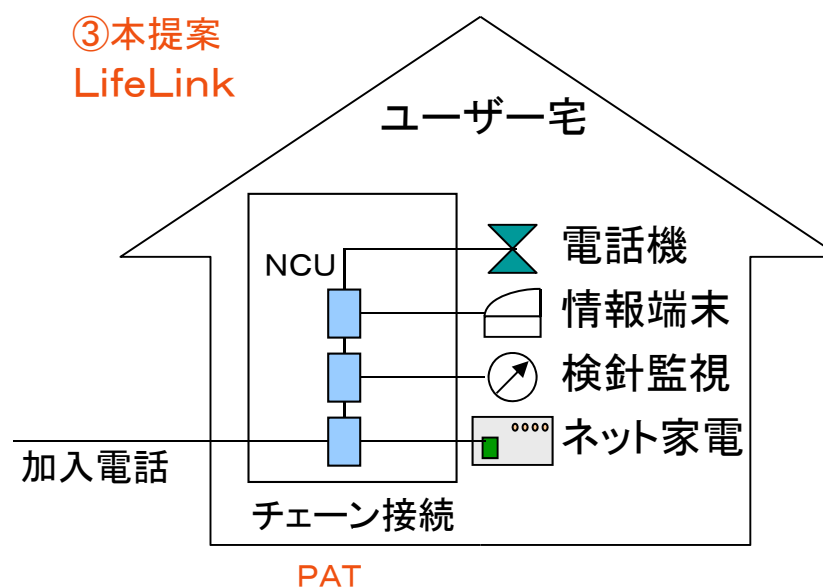 ③本提案
LifeLink
ユーザー宅
NCU
電話機
情報端末
検針監視
ネット家電
加入電話
チェーン接続
PAT